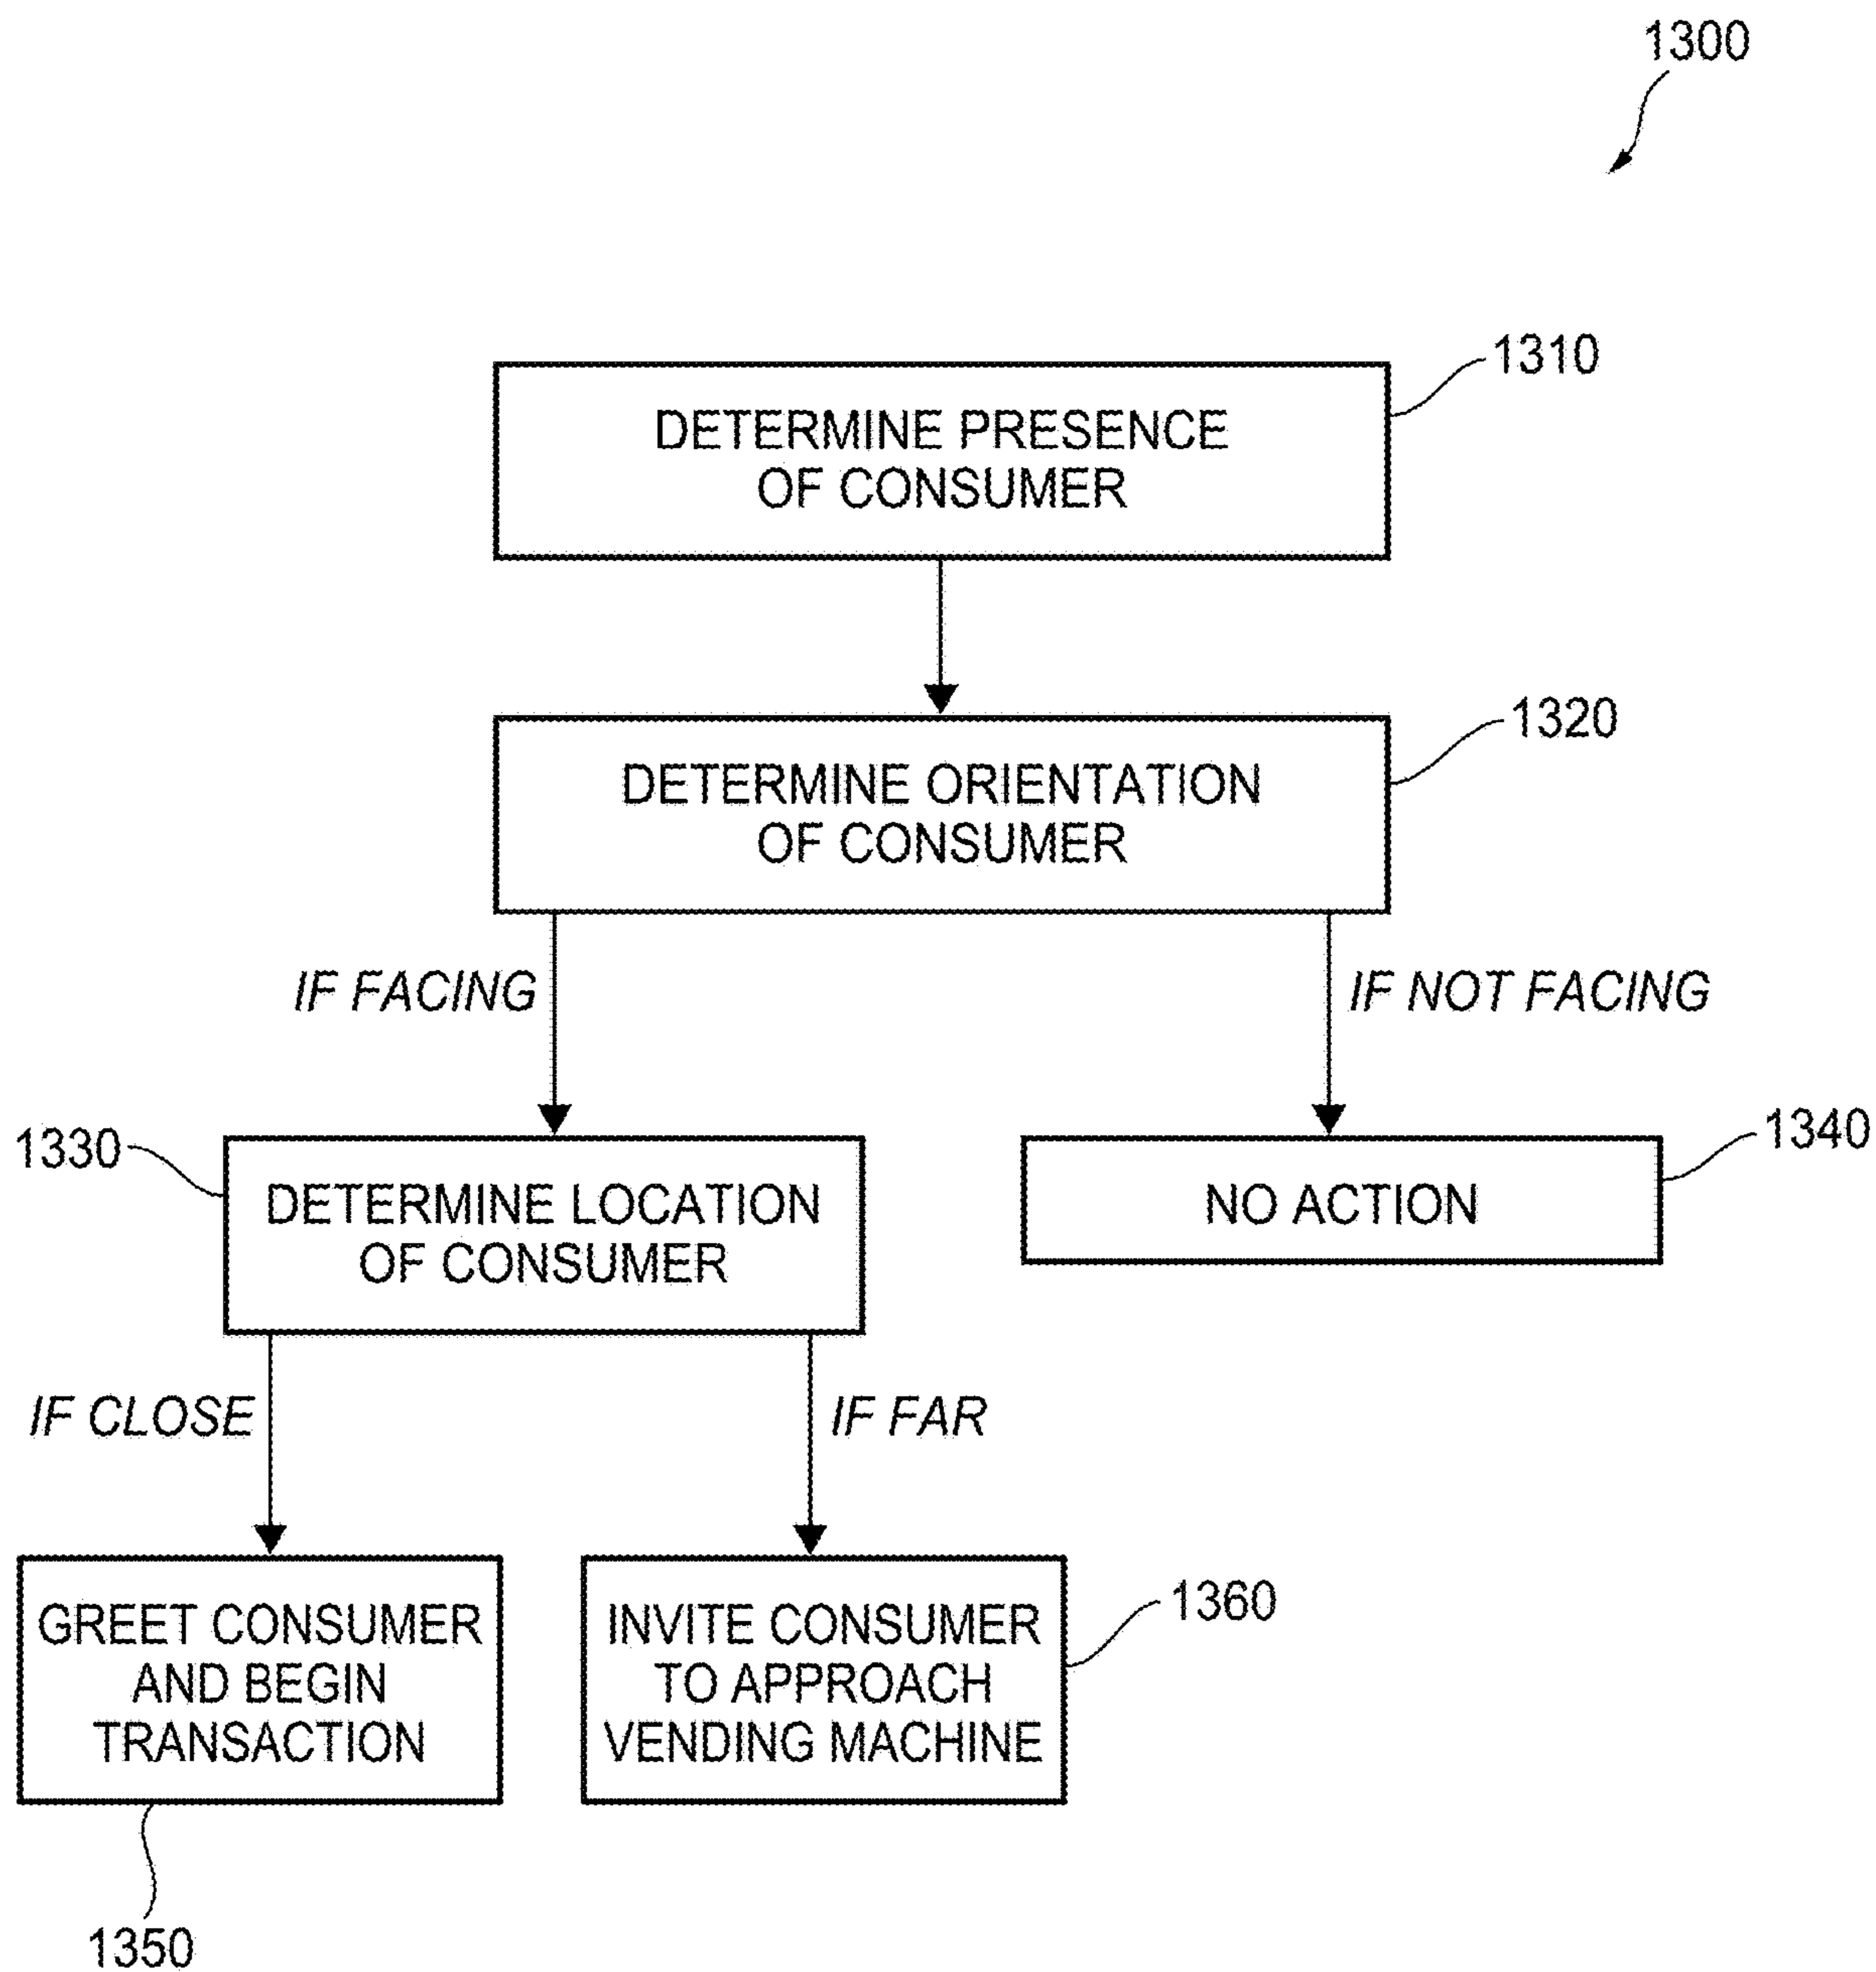 1300
1310
DETERMINE PRESENCE
OF CONSUMER
1320
DETERMINE ORIENTATION
OF CONSUMER
IF FACING
IF NOT FACING
1330
DETERMINE LOCATION
OF CONSUMER
1340
NO ACTION
IF CLOSE
IF FAR
GREET CONSUMER
AND BEGIN
TRANSACTION
INVITE CONSUMER
TO APPROACH
VENDING MACHINE
1360
1350